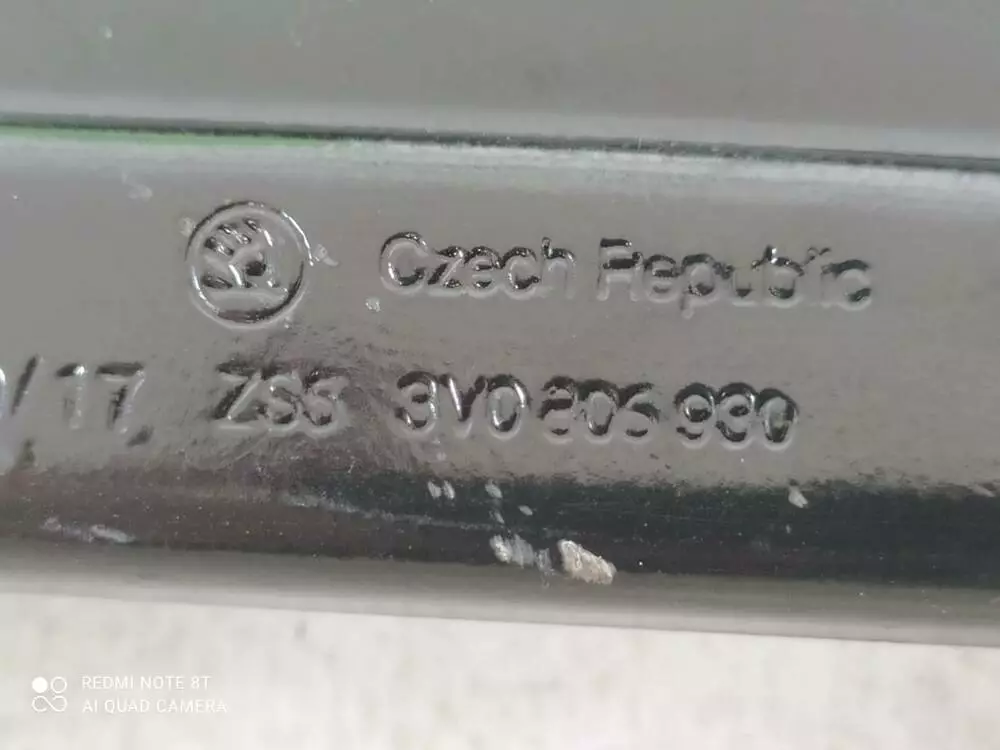 Czech Republic
/17 ZSS 3V0 805 930
REDMI NOTE 8T
AI QUAD CAMERA